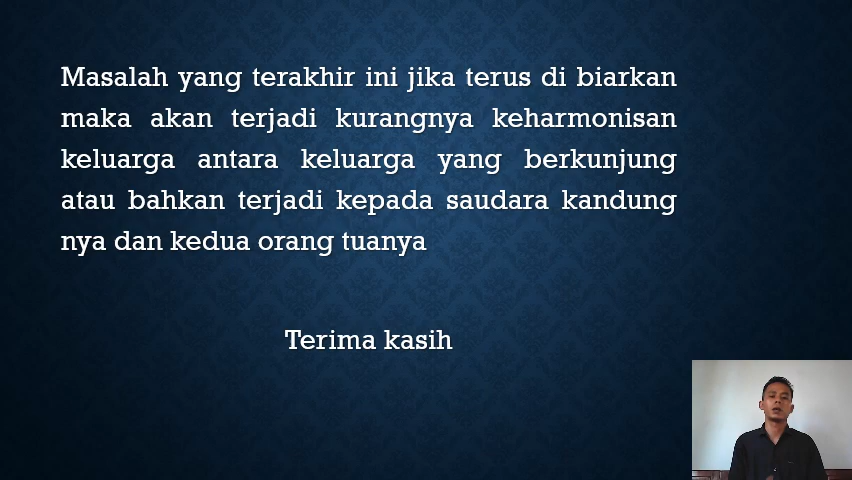 Masalah yang terakhir ini jika terus di biarkan
maka akan terjadi kurangnya keharmonisan
keluarga antara keluarga yang berkunjung
atau bahkan terjadi kepada saudara kandung
nya dan kedua orang tuanya
Terima kasih